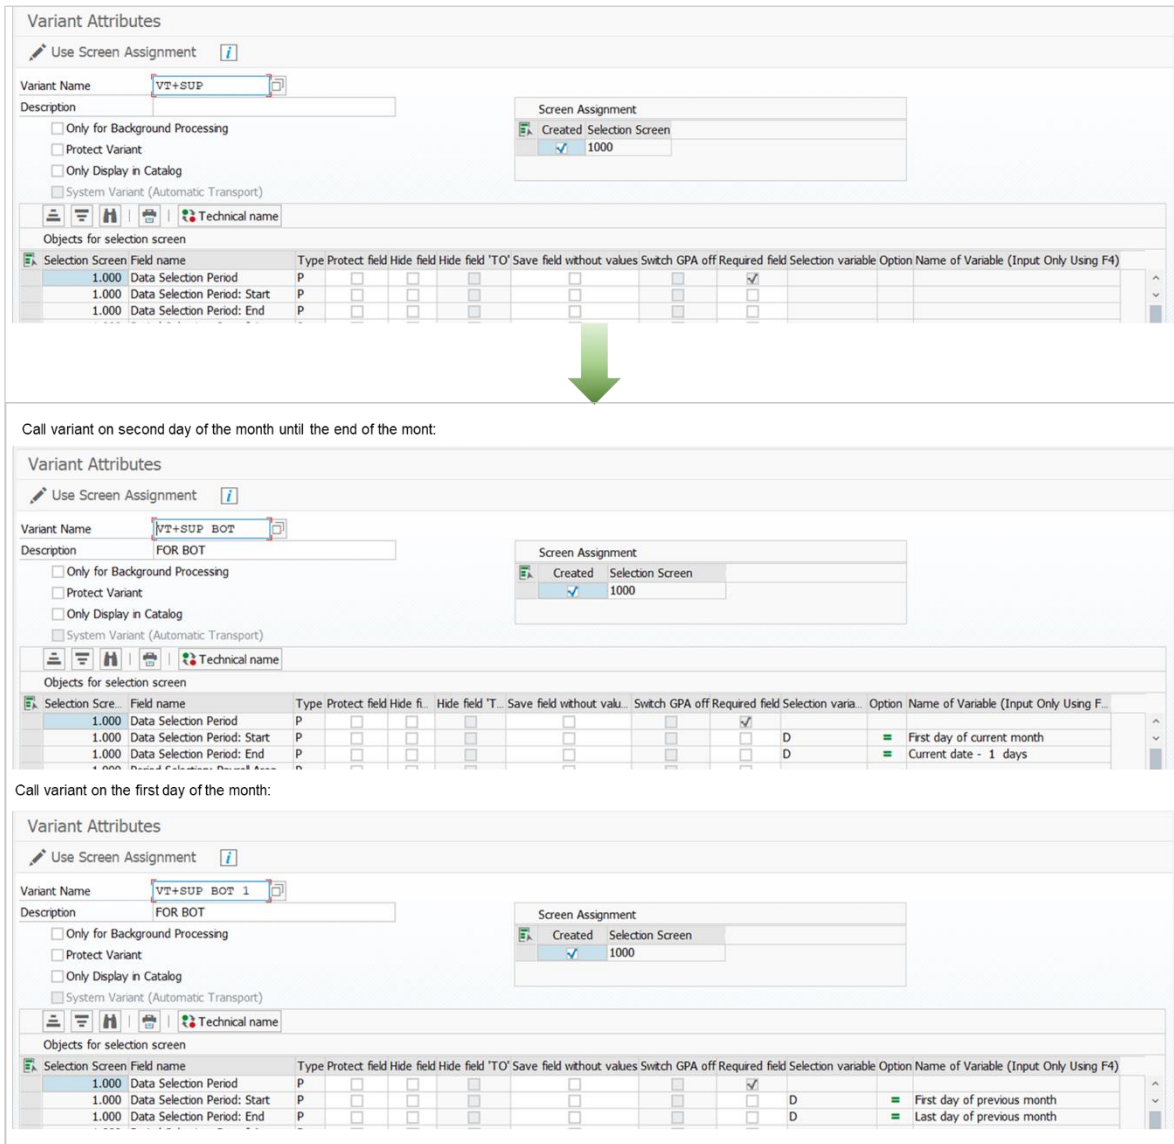 Variant Attributes
Use Screen Assignment i
Variant Name VT+SUP
Description
Screen Assignment
Only for Background Processing
Created Selection Screen
Protect Variant
1000
Only Display in Catalog
System Variant (Automatic Transport)
Technical name
Objects for selection screen
Selection Screen Field name Type Protect field Hide field Hide field 'TO' Save field without values Switch GPA off Required field Selection variable Option Name of Variable (Input Only Using F4)
1.000 Data Selection Period P
1.000 Data Selection Period: Start P
1.000 Data Selection Period: End P
Call variant on second day of the month until the end of the mont:
Variant Attributes
Use Screen Assignment i
Variant Name VT+SUP BOT
Description FOR BOT
Screen Assignment
Only for Background Processing
Created Selection Screen
Protect Variant
1000
Only Display in Catalog
System Variant (Automatic Transport)
Technical name
Objects for selection screen
Selection Scre... Field name Type Protect field Hide fi... Hide field 'T... Save field without valu... Switch GPA off Required field Selection varia... Option Name of Variable (Input Only Using F...
1.000 Data Selection Period P
1.000 Data Selection Period: Start P D = First day of current month
1.000 Data Selection Period: End P D = Current date - 1 days
Call variant on the first day of the month:
Variant Attributes
Use Screen Assignment i
Variant Name VT+SUP BOT 1
Description FOR BOT
Screen Assignment
Only for Background Processing
Created Selection Screen
Protect Variant
1000
Only Display in Catalog
System Variant (Automatic Transport)
Technical name
Objects for selection screen
Selection Screen Field name Type Protect field Hide field Hide field 'TO' Save field without values Switch GPA off Required field Selection variable Option Name of Variable (Input Only Using F4)
1.000 Data Selection Period P
1.000 Data Selection Period: Start P D = First day of previous month
1.000 Data Selection Period: End P D = Last day of previous month